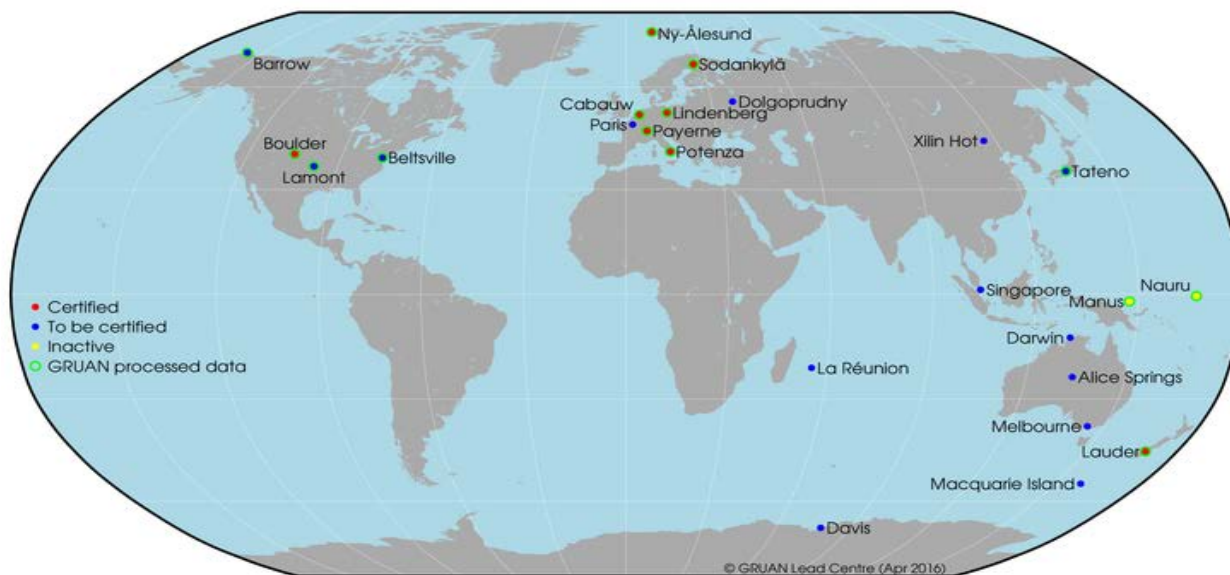 Ny-Ålesund
Barrow
Sodankylä
Cabauw
Dolgoprudny
Lindenberg
Paris
Payerne
Xilin Hot
Boulder
Potenza
Beltsville
Lamont
Tateno
Nauru
Singapore
Manus
Certified
To be certified
Darwin
Inactive
GRUAN processed data
La Réunion
Alice Springs
Melbourne
Lauder
Macquarie Island
Davis
© GRUAN Lead Centre (Apr 2016)